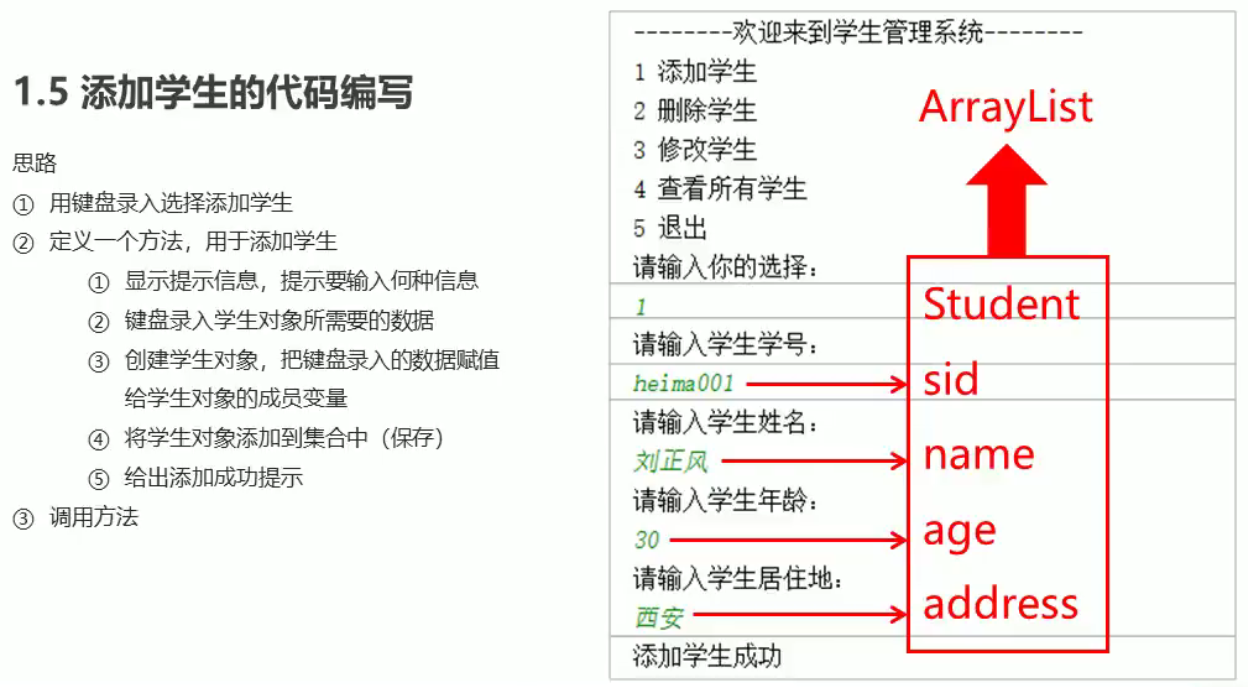 1.5 添加学生的代码编写
思路
① 用键盘录入选择添加学生
② 定义一个方法，用于添加学生
① 显示提示信息，提示要输入何种信息
② 键盘录入学生对象所需要的数据
③ 创建学生对象，把键盘录入的数据赋值
给学生对象的成员变量
④ 将学生对象添加到集合中（保存）
⑤ 给出添加成功提示
③ 调用方法
--------欢迎来到学生管理系统--------
1 添加学生
2 删除学生
3 修改学生
4 查看所有学生
5 退出
请输入你的选择：
1
请输入学生学号：
heima001
请输入学生姓名：
刘正风
请输入学生年龄：
30
请输入学生居住地：
西安
添加学生成功
ArrayList
Student
sid
name
age
address